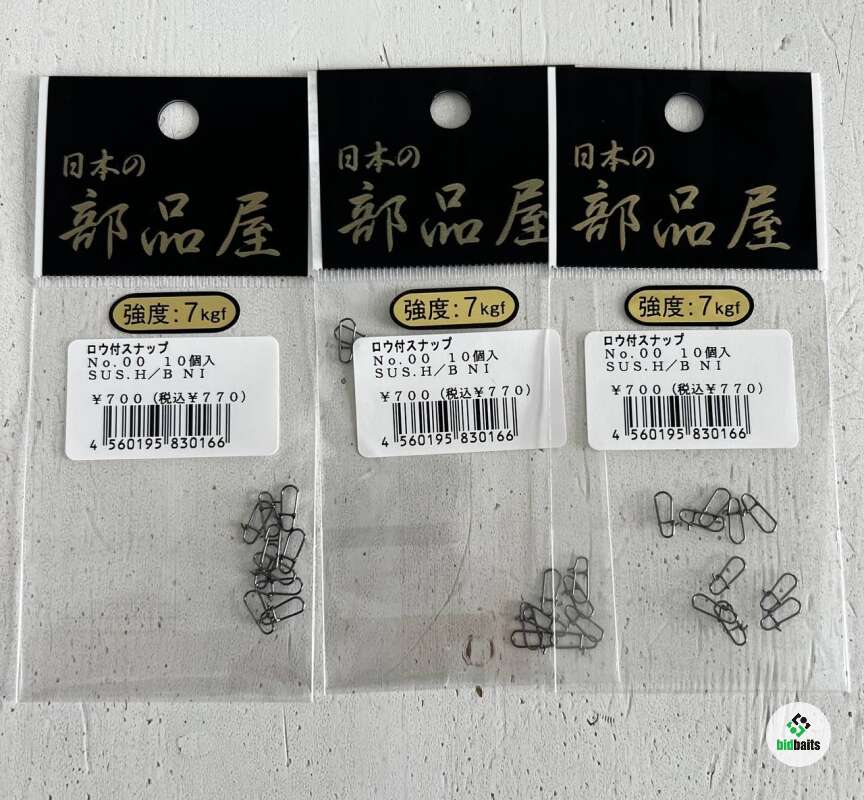 日本の
部品屋
強度:7kgf
ロウ付スナップ
No.00 10個入
SUS.H/B NI
¥700(税込¥770)
4 560195 830166
日本の
部品屋
強度:7kgf
ロウ付スナップ
No.00 10個入
SUS.H/B NI
¥700(税込¥770)
4 560195 830166
日本の
部品屋
強度:7kgf
ロウ付スナップ
No.00 10個入
SUS.H/B NI
¥700(税込¥770)
4 560195 830166
bidbaits